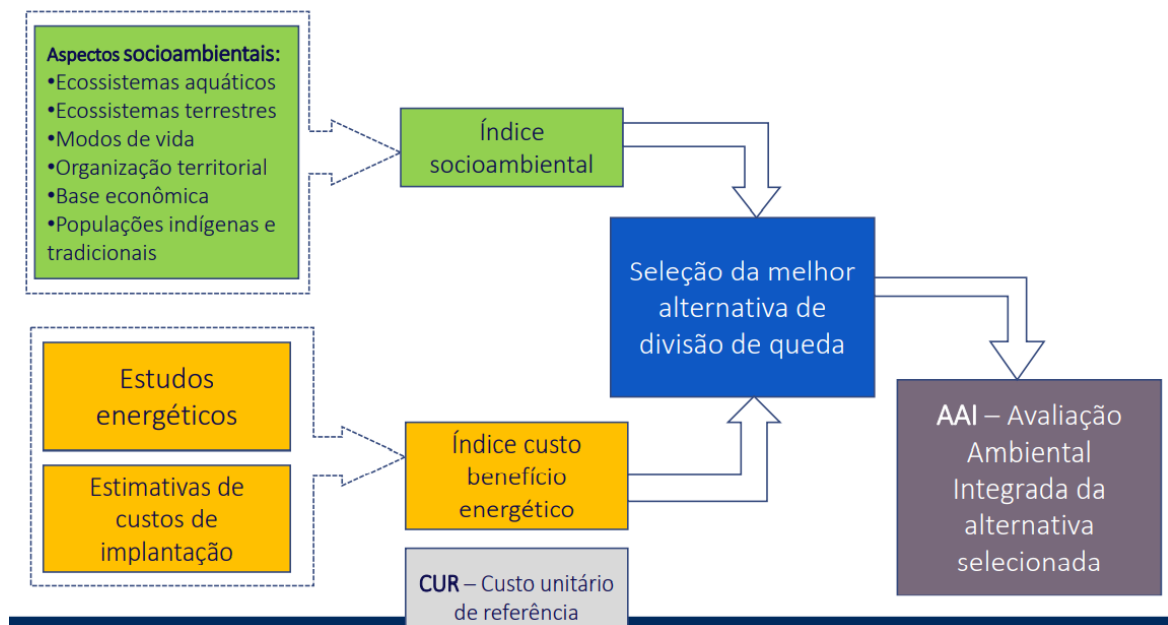 Aspectos socioambientais:
•Ecossistemas aquáticos
•Ecossistemas terrestres
•Modos de vida
•Organização territorial
•Base econômica
•Populações indígenas e
tradicionais
Índice
socioambiental
Seleção da melhor
alternativa de
divisão de queda
Estudos
energéticos
Estimativas de
custos de
implantação
Índice custo
benefício
energético
CUR – Custo unitário
de referência
AAI – Avaliação
Ambiental
Integrada da
alternativa
selecionada